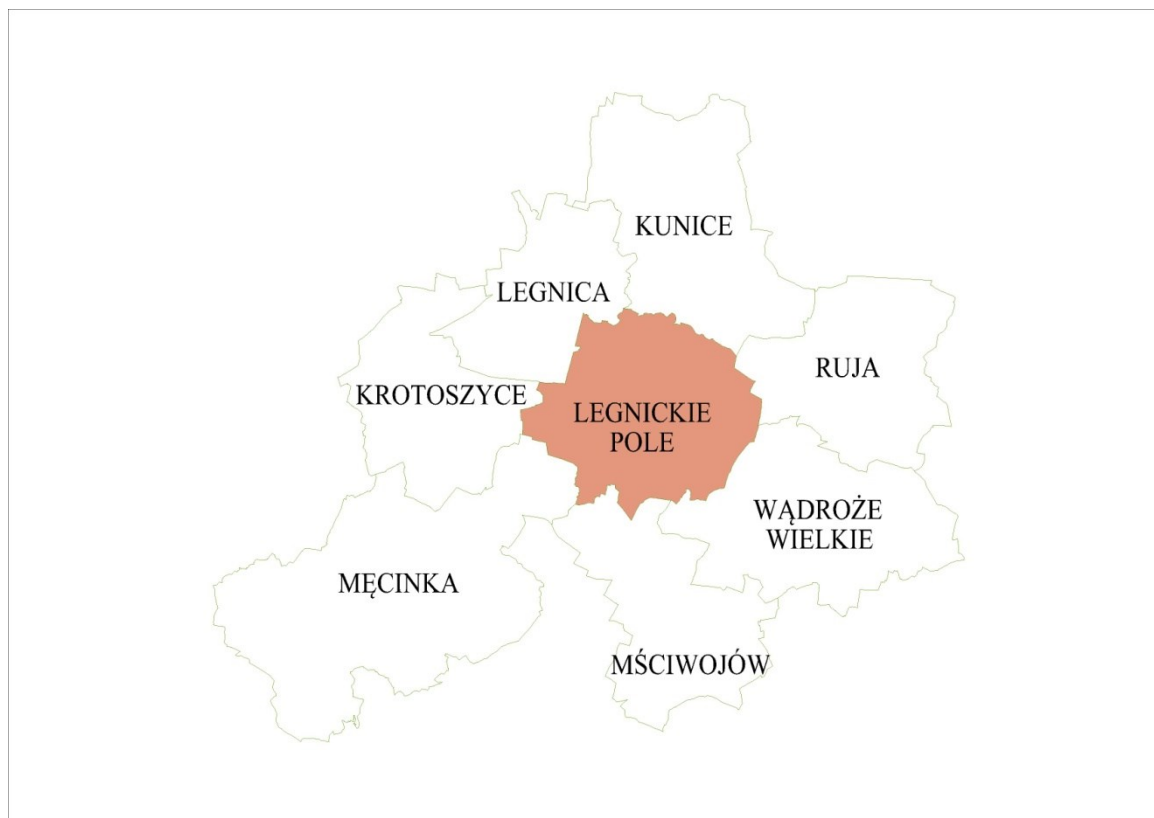 KUNICE
LEGNICA
RUJA
KROTOSZYCE
LEGNICKIE
POLE
WĄDROŻE
WIELKIE
MĘCINKA
MŚCIWOJÓW